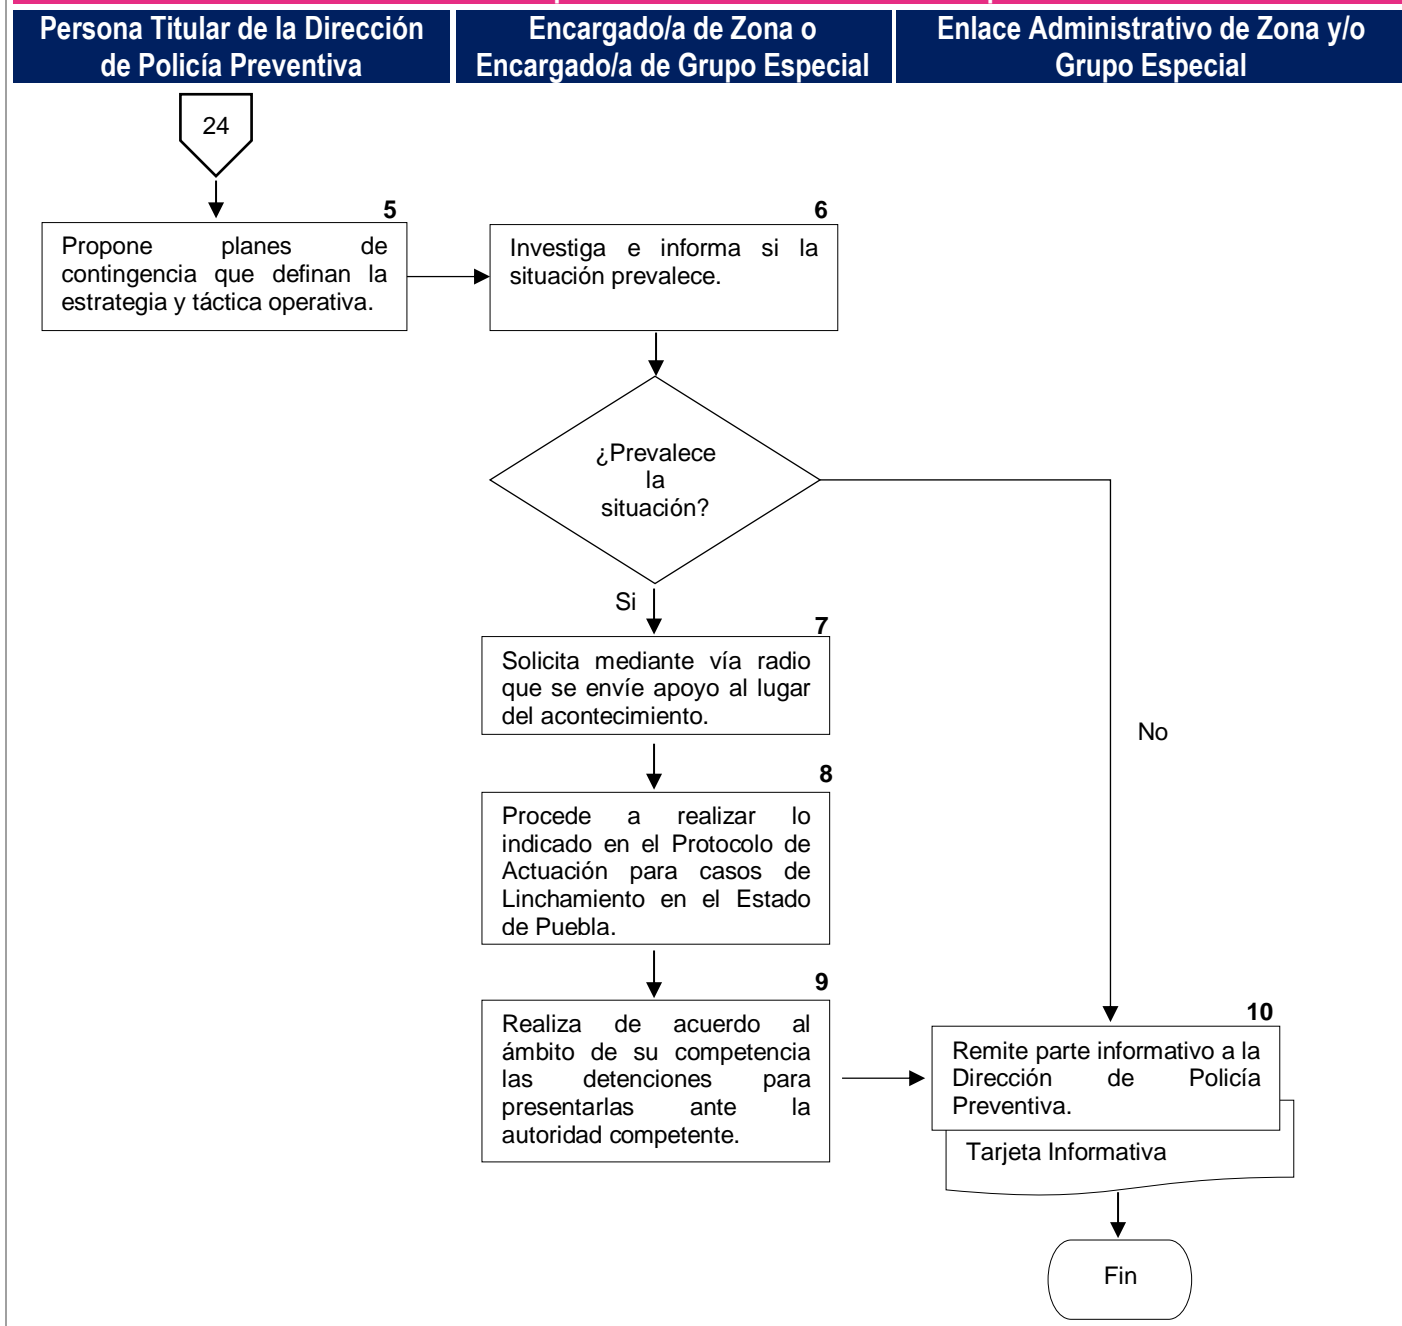 Persona Titular de la Dirección
de Policía Preventiva
Encargado/a de Zona o
Encargado/a de Grupo Especial
Enlace Administrativo de Zona y/o
Grupo Especial
24
5
Propone planes de
contingencia que definan la
estrategia y táctica operativa.
6
Investiga e informa si la
situación prevalece.
¿Prevalece
la
situación?
Si
No
7
Solicita mediante vía radio
que se envíe apoyo al lugar
del acontecimiento.
8
Procede a realizar lo
indicado en el Protocolo de
Actuación para casos de
Linchamiento en el Estado
de Puebla.
9
Realiza de acuerdo al
ámbito de su competencia
las detenciones para
presentarlas ante la
autoridad competente.
10
Remite parte informativo a la
Dirección de Policía
Preventiva.
Tarjeta Informativa
Fin